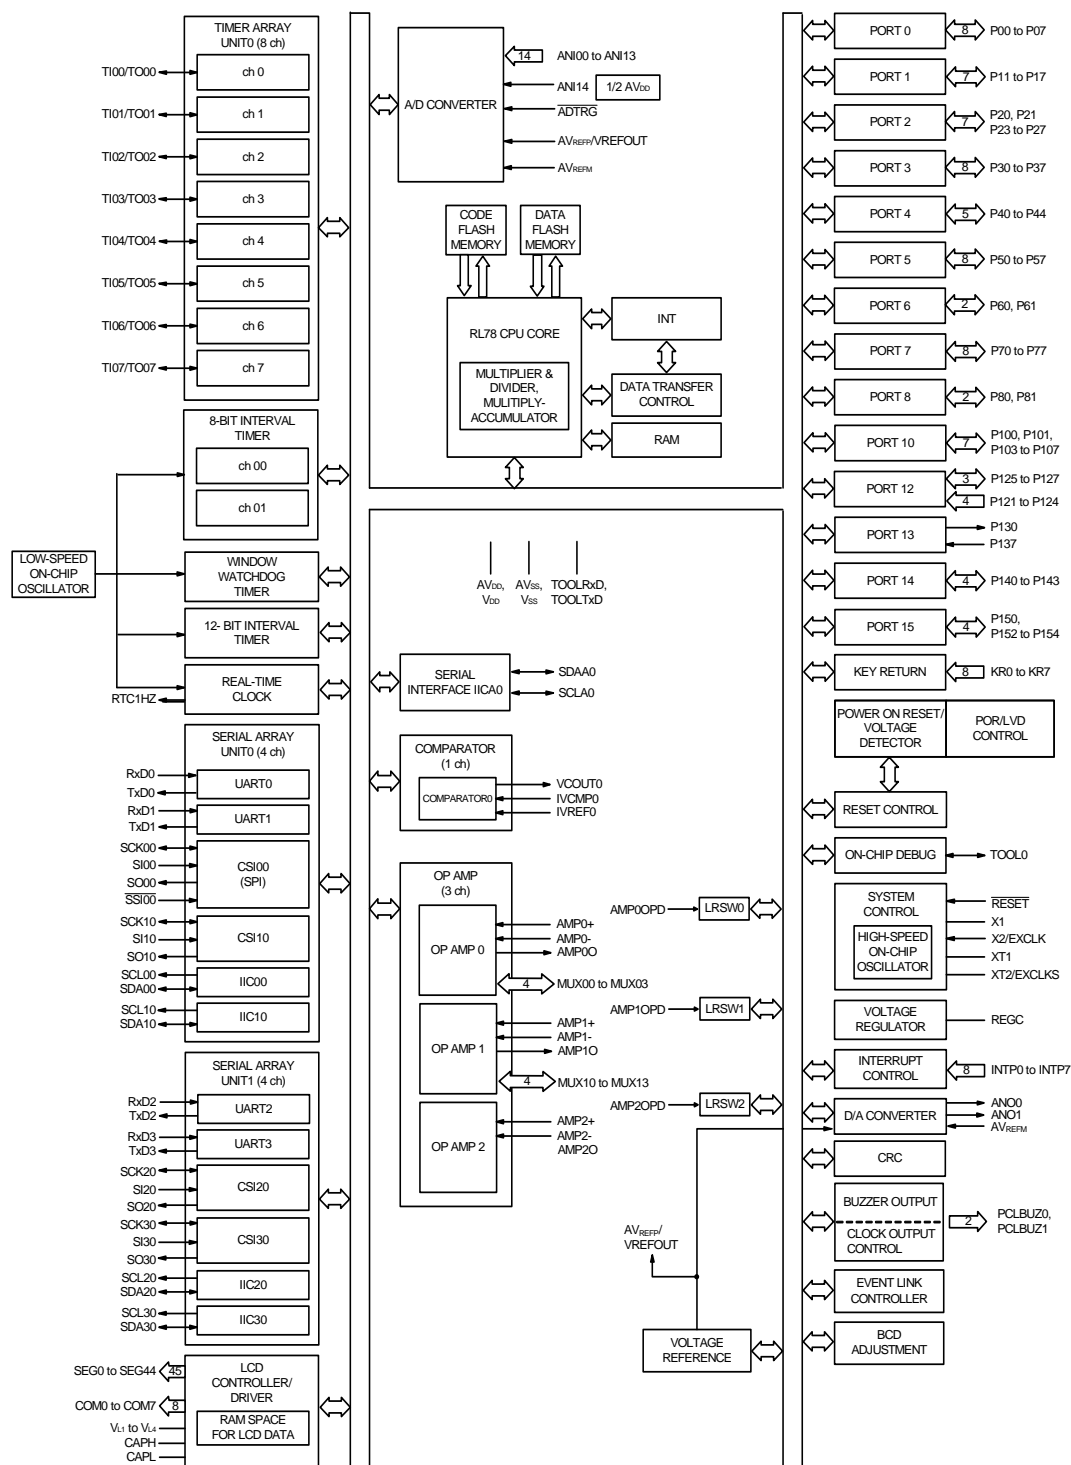 TIMER ARRAY
UNIT0 (8 ch)
TI00/TO00
ch 0
TI01/TO01
ch 1
TI02/TO02
ch 2
TI03/TO03
ch 3
TI04/TO04
ch 4
TI05/TO05
ch 5
TI06/TO06
ch 6
TI07/TO07
ch 7
8-BIT INTERVAL
TIMER
ch 00
ch 01
LOW-SPEED
ON-CHIP
OSCILLATOR
WINDOW
WATCHDOG
TIMER
12- BIT INTERVAL
TIMER
REAL-TIME
CLOCK
RTC1HZ
SERIAL ARRAY
UNIT0 (4 ch)
RxD0
TxD0
UART0
RxD1
TxD1
UART1
SCK00
SI00
SO00
SSI00
CSI00
(SPI)
SCK10
SI10
SO10
CSI10
SCL00
SDA00
IIC00
SCL10
SDA10
IIC10
SERIAL ARRAY
UNIT1 (4 ch)
RxD2
TxD2
UART2
RxD3
TxD3
UART3
SCK20
SI20
SO20
CSI20
SCK30
SI30
SO30
CSI30
SCL20
SDA20
IIC20
SCL30
SDA30
IIC30
SEG0 to SEG44
45
COM0 to COM7
8
VL1 to VL4
CAPH
CAPL
LCD
CONTROLLER/
DRIVER
RAM SPACE
FOR LCD DATA
A/D CONVERTER
14
ANI00 to ANI13
ANI14
1/2 AVDD
ADTRG
AVREFP/VREFOUT
AVREFM
CODE
FLASH
MEMORY
DATA
FLASH
MEMORY
RL78 CPU CORE
MULTIPLIER &
DIVIDER,
MULITIPLY-
ACCUMULATOR
INT
DATA TRANSFER
CONTROL
RAM
AVDD,
VDD
AVSS,
VSS
TOOLRxD,
TOOLTxD
SERIAL
INTERFACE IICA0
SDAA0
SCLA0
COMPARATOR
(1 ch)
COMPARATOR0
VCOUT0
IVCMP0
IVREF0
OP AMP
(3 ch)
OP AMP 0
AMP0+
AMP0-
AMP0O
4
MUX00 to MUX03
OP AMP 1
AMP1+
AMP1-
AMP1O
4
MUX10 to MUX13
OP AMP 2
AMP2+
AMP2-
AMP2O
AMP0OPD
LRSW0
AMP1OPD
LRSW1
AMP2OPD
LRSW2
AVREFP/
VREFOUT
VOLTAGE
REFERENCE
PORT 0
8
P00 to P07
PORT 1
7
P11 to P17
PORT 2
7
P20, P21
P23 to P27
PORT 3
8
P30 to P37
PORT 4
5
P40 to P44
PORT 5
8
P50 to P57
PORT 6
2
P60, P61
PORT 7
8
P70 to P77
PORT 8
2
P80, P81
PORT 10
7
P100, P101,
P103 to P107
PORT 12
3
P125 to P127
4
P121 to P124
PORT 13
P130
P137
PORT 14
4
P140 to P143
PORT 15
4
P150,
P152 to P154
KEY RETURN
8
KR0 to KR7
POWER ON RESET/
VOLTAGE
DETECTOR
POR/LVD
CONTROL
RESET CONTROL
ON-CHIP DEBUG
TOOL0
SYSTEM
CONTROL
HIGH-SPEED
ON-CHIP
OSCILLATOR
RESET
X1
X2/EXCLK
XT1
XT2/EXCLKS
VOLTAGE
REGULATOR
REGC
INTERRUPT
CONTROL
8
INTP0 to INTP7
D/A CONVERTER
ANO0
ANO1
AVREFM
CRC
BUZZER OUTPUT
CLOCK OUTPUT
CONTROL
2
PCLBUZ0,
PCLBUZ1
EVENT LINK
CONTROLLER
BCD
ADJUSTMENT